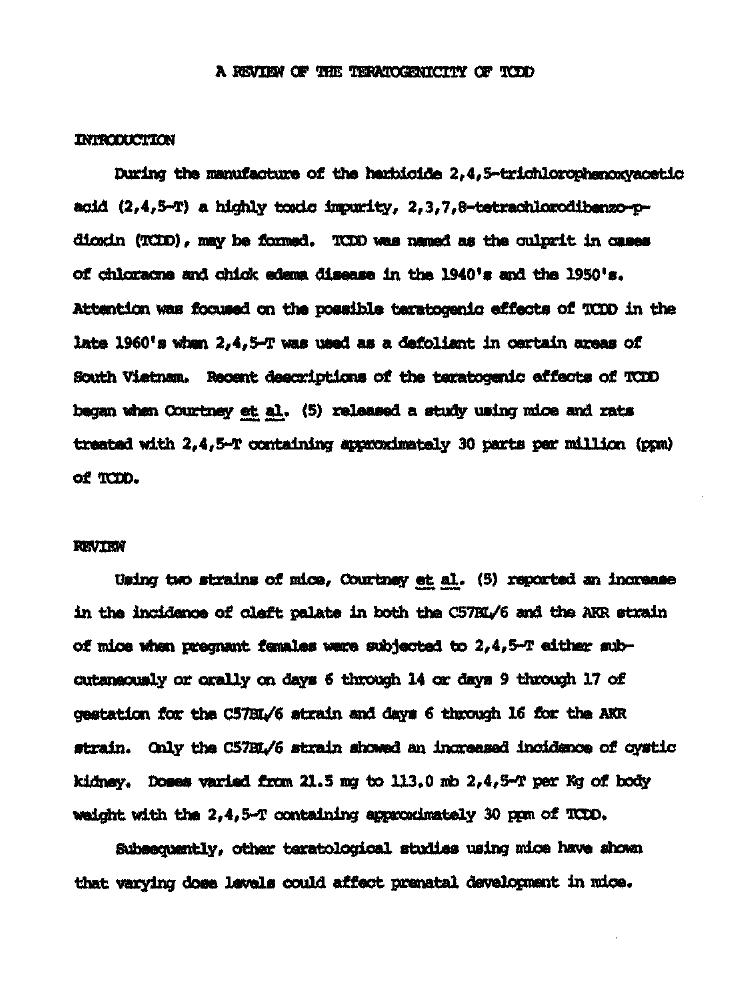 A REVIEW OF THE TERATOGENICITY OF TCDD
INTRODUCTION
During the manufacture of the herbicide 2,4,5-trichlorophenoxyacetic
acid (2,4,5-T) a highly toxic impurity, 2,3,7,8-tetrachlorodibenzo-p-
dioxin (TCDD), may be formed. TCDD was named as the culprit in cases
of chloracne and chick edema disease in the 1940's and the 1950's.
Attention was focused on the possible teratogenic effects of TCDD in the
late 1960's when 2,4,5-T was used as a defoliant in certain areas of
South Vietnam. Recent descriptions of the teratogenic effects of TCDD
began when Courtney et al. (5) released a study using mice and rats
treated with 2,4,5-T containing approximately 30 parts per million (ppm)
of TCDD.
REVIEW
Using two strains of mice, Courtney et al. (5) reported an increase
in the incidence of cleft palate in both the C57BL/6 and the AKR strain
of mice when pregnant females were subjected to 2,4,5-T either sub-
cutaneously or orally on days 6 through 14 or days 9 through 17 of
gestation for the C57BL/6 strain and days 6 through 16 for the AKR
strain. Only the C57BL/6 strain showed an increased incidence of cystic
kidney. Doses varied from 21.5 mg to 113.0 mb 2,4,5-T per Kg of body
weight with the 2,4,5-T containing approximately 30 ppm of TCDD.
Subsequently, other teratological studies using mice have shown
that varying dose levels could affect prenatal development in mice.